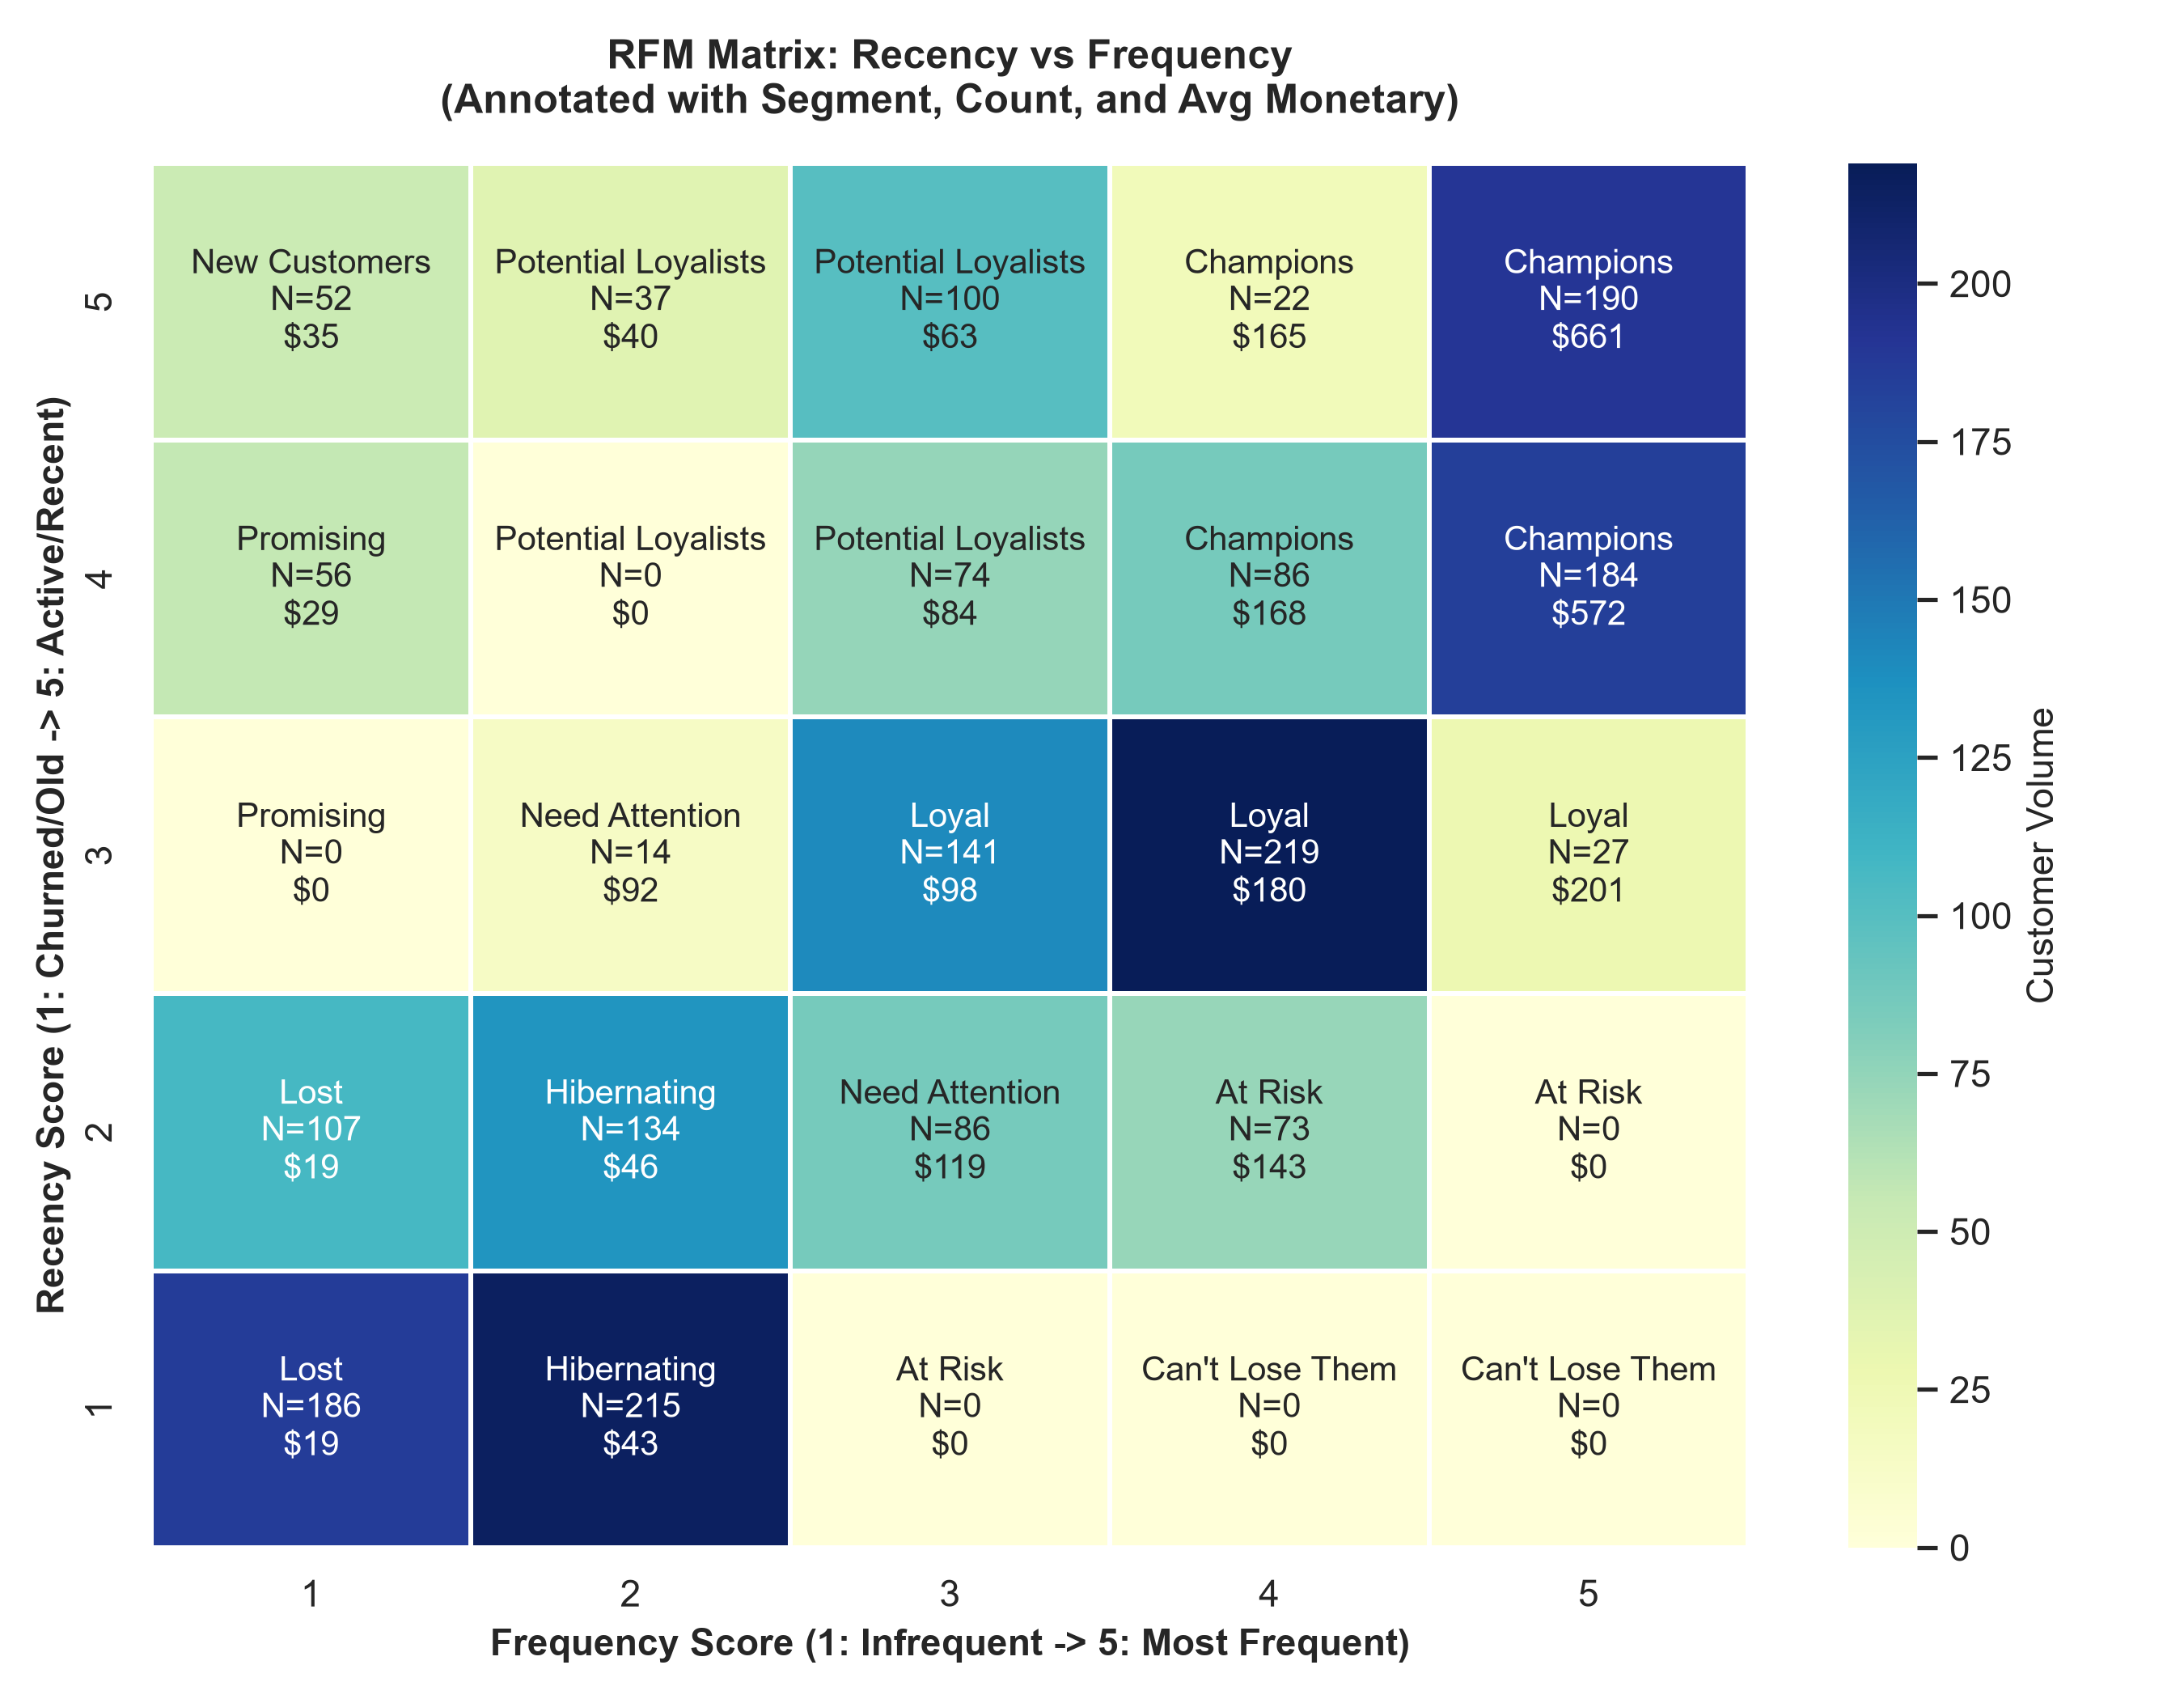 RFM Matrix: Recency vs Frequency
(Annotated with Segment, Count, and Avg Monetary)
Recency Score (1: Churned/Old -> 5: Active/Recent)
5
New Customers
N=52
$35
Potential Loyalists
N=37
$40
Potential Loyalists
N=100
$63
Champions
N=22
$165
Champions
N=190
$661
4
Promising
N=56
$29
Potential Loyalists
N=0
$0
Potential Loyalists
N=74
$84
Champions
N=86
$168
Champions
N=184
$572
3
Promising
N=0
$0
Need Attention
N=14
$92
Loyal
N=141
$98
Loyal
N=219
$180
Loyal
N=27
$201
2
Lost
N=107
$19
Hibernating
N=134
$46
Need Attention
N=86
$119
At Risk
N=73
$143
At Risk
N=0
$0
1
Lost
N=186
$19
Hibernating
N=215
$43
At Risk
N=0
$0
Can't Lose Them
N=0
$0
Can't Lose Them
N=0
$0
1
2
3
4
5
Frequency Score (1: Infrequent -> 5: Most Frequent)
200
175
150
125
100
75
50
25
0
Customer Volume